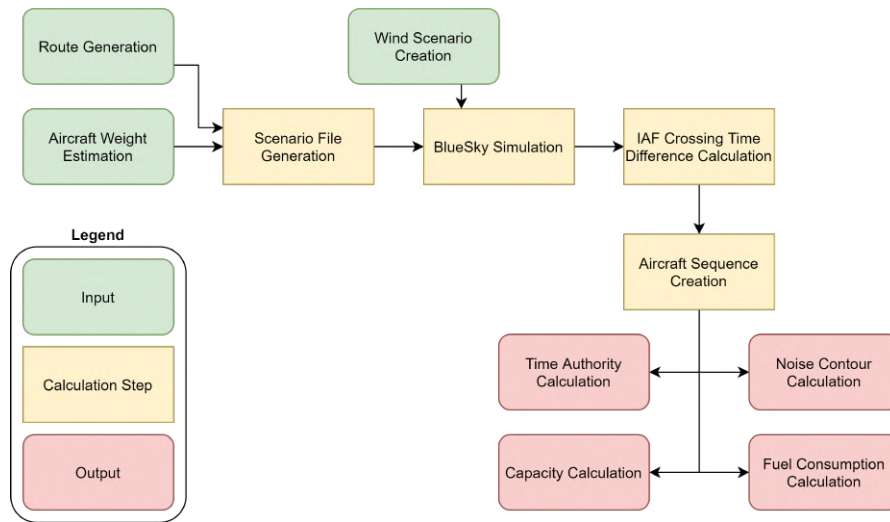 Route Generation
Wind Scenario
Creation
Aircraft Weight
Estimation
Scenario File
Generation
BlueSky Simulation
IAF Crossing Time
Difference Calculation
Aircraft Sequence
Creation
Time Authority
Calculation
Noise Contour
Calculation
Capacity Calculation
Fuel Consumption
Calculation
Legend
Input
Calculation Step
Output